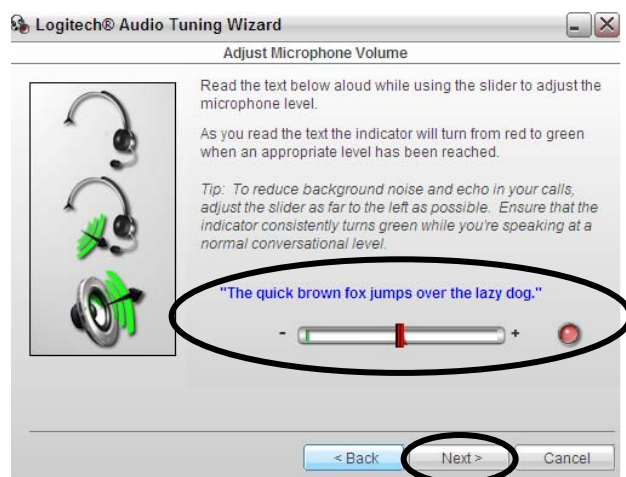 Logitech® Audio Tuning Wizard
Adjust Microphone Volume
Read the text below aloud while using the slider to adjust the
microphone level.
As you read the text the indicator will turn from red to green
when an appropriate level has been reached.
Tip: To reduce background noise and echo in your calls,
adjust the slider as far to the left as possible. Ensure that the
indicator consistently turns green while you're speaking at a
normal conversational level.
"The quick brown fox jumps over the lazy dog."
- +
< Back Next > Cancel